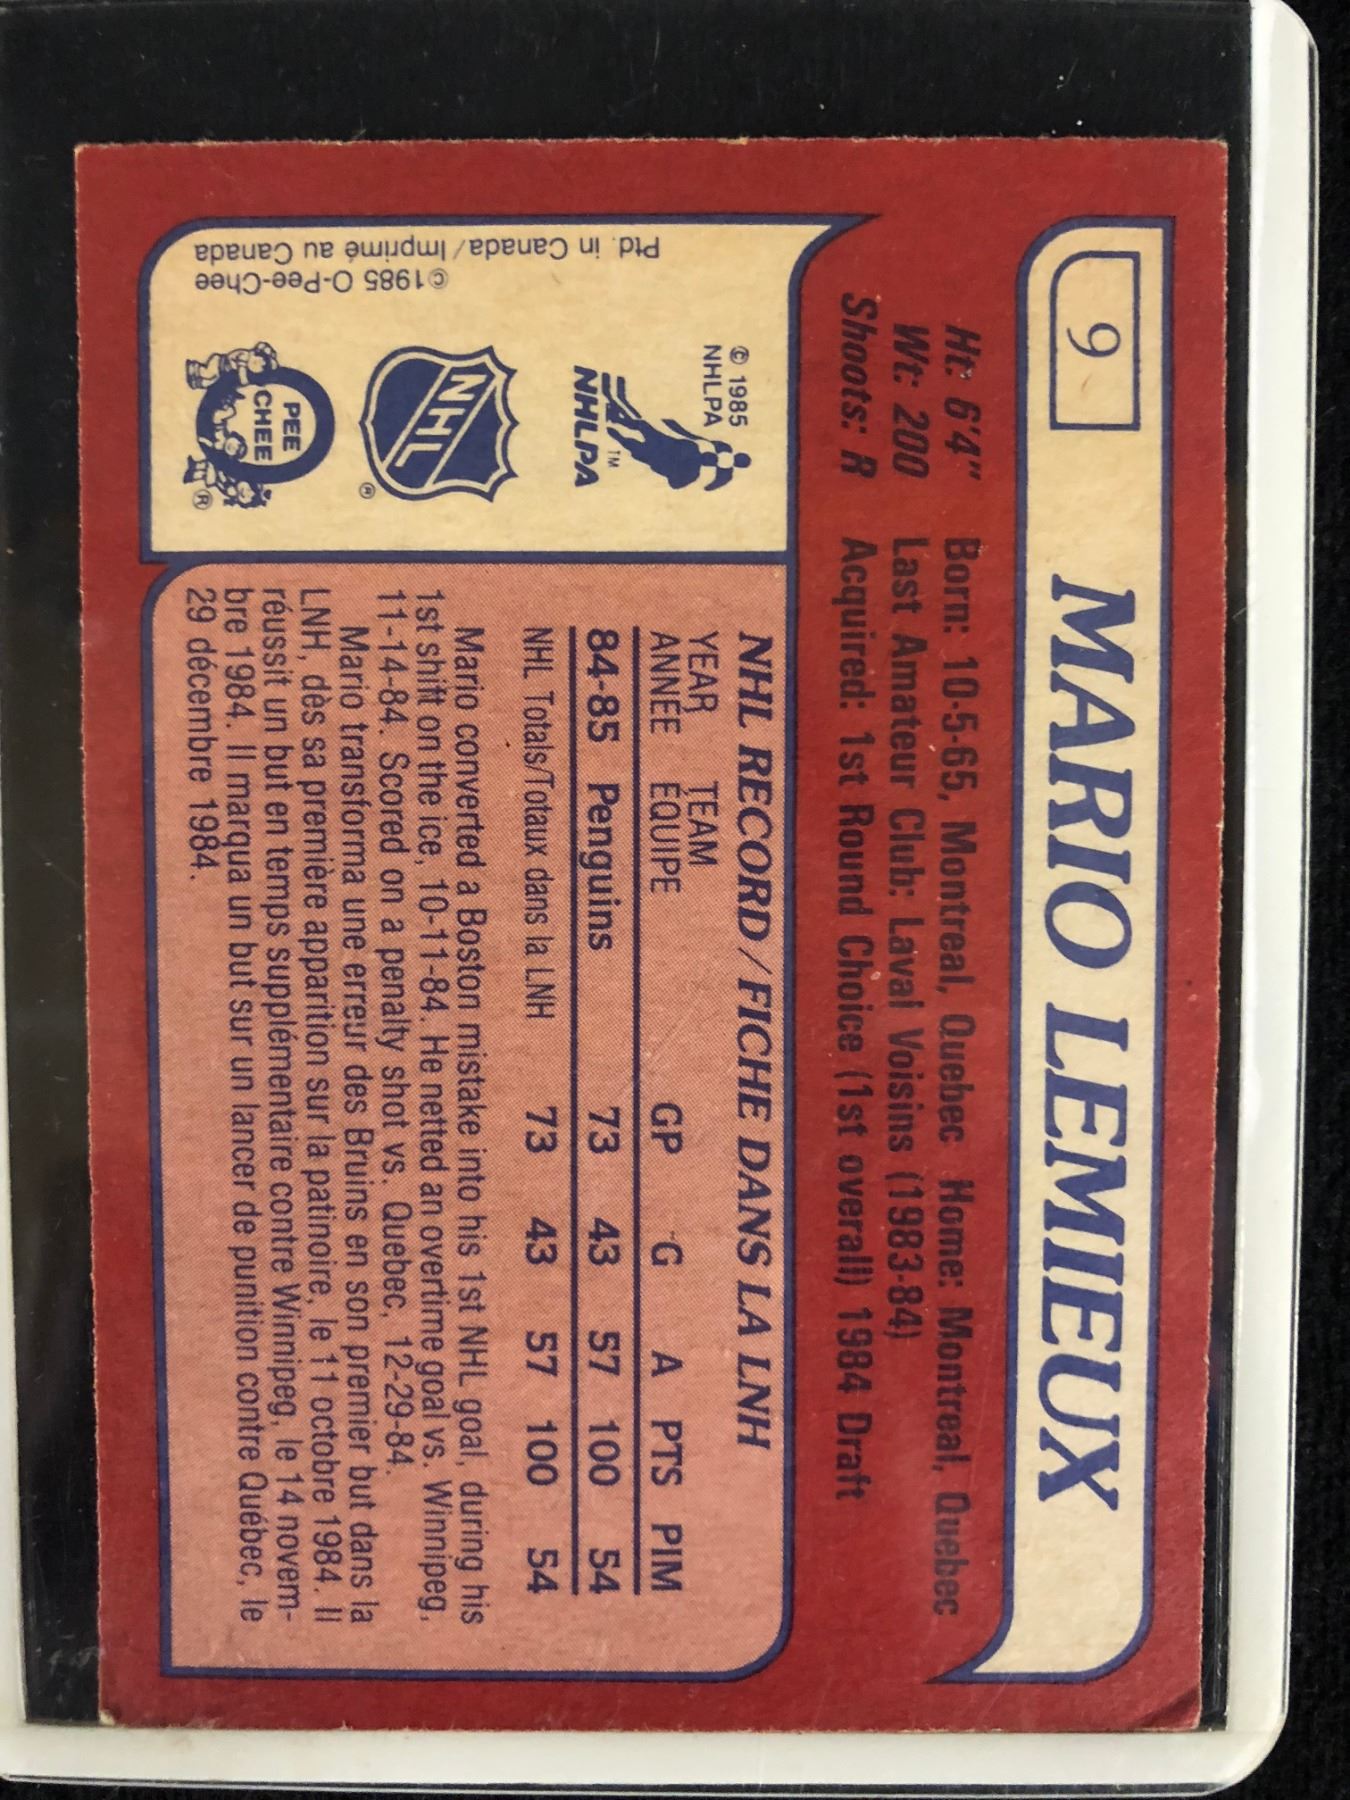 9
MARIO LEMIEUX
Ht: 6'4" Born: 10-5-65, Montreal, Quebec Home: Montreal, Quebec
Wt: 200 Last Amateur Club: Laval Voisins (1983-84)
Shoots: R Acquired: 1st Round Choice (1st overall) 1984 Draft
© 1985
NHLPA
TM
NHLPA
NHL
®
PEE
CHEE
®
©1985 O-Pee-Chee
Ptd. in Canada/Imprimé au Canada
NHL RECORD/FICHE DANS LA LNH
YEAR TEAM
ANNÉE ÉQUIPE GP G A PTS PIM
84-85 Penguins 73 43 57 100 54
NHL Totals/Totaux dans la LNH 73 43 57 100 54
Mario converted a Boston mistake into his 1st NHL goal, during his
1st shift on the ice, 10-11-84. He netted an overtime goal vs. Winnipeg,
11-14-84. Scored on a penalty shot vs. Quebec, 12-29-84.
Mario transforma une erreur des Bruins en son premier but dans la
LNH, dès sa première apparition sur la patinoire, le 11 octobre 1984. Il
réussit un but en temps supplémentaire contre Winnipeg, le 14 novem-
bre 1984. Il marqua un but sur un lancer de punition contre Québec, le
29 décembre 1984.